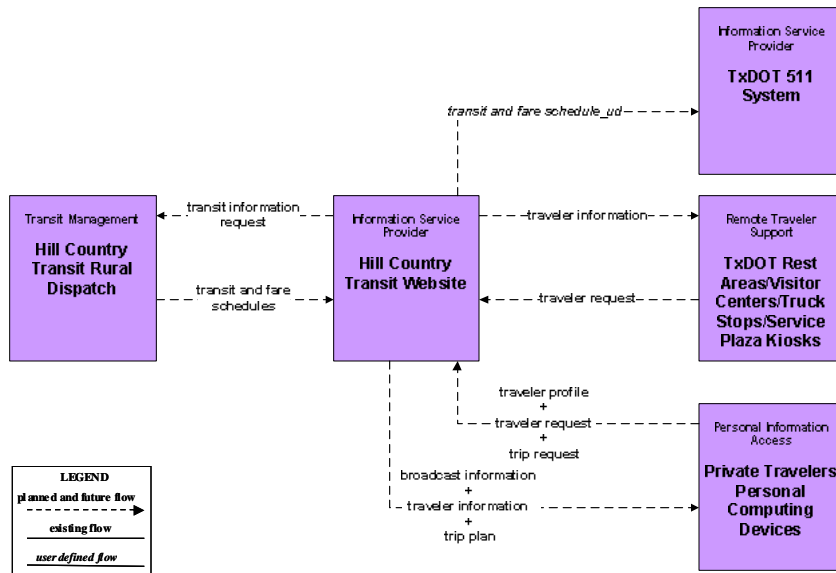 Information Service
Provider
TxDOT 511
System
transit and fare schedule_ud
Transit Management
Hill Country
Transit Rural
Dispatch
transit information
request
transit and fare
schedules
Information Service
Provider
Hill Country
Transit Website
traveler information
traveler request
Remote Traveler
Support
TxDOT Rest
Areas/Visitor
Centers/Truck
Stops/Service
Plaza Kiosks
traveler profile
+
traveler request
+
trip request
broadcast information
+
traveler information
+
trip plan
Personal Information
Access
Private Travelers
Personal
Computing
Devices
LEGEND
planned and future flow
existing flow
user defined flow